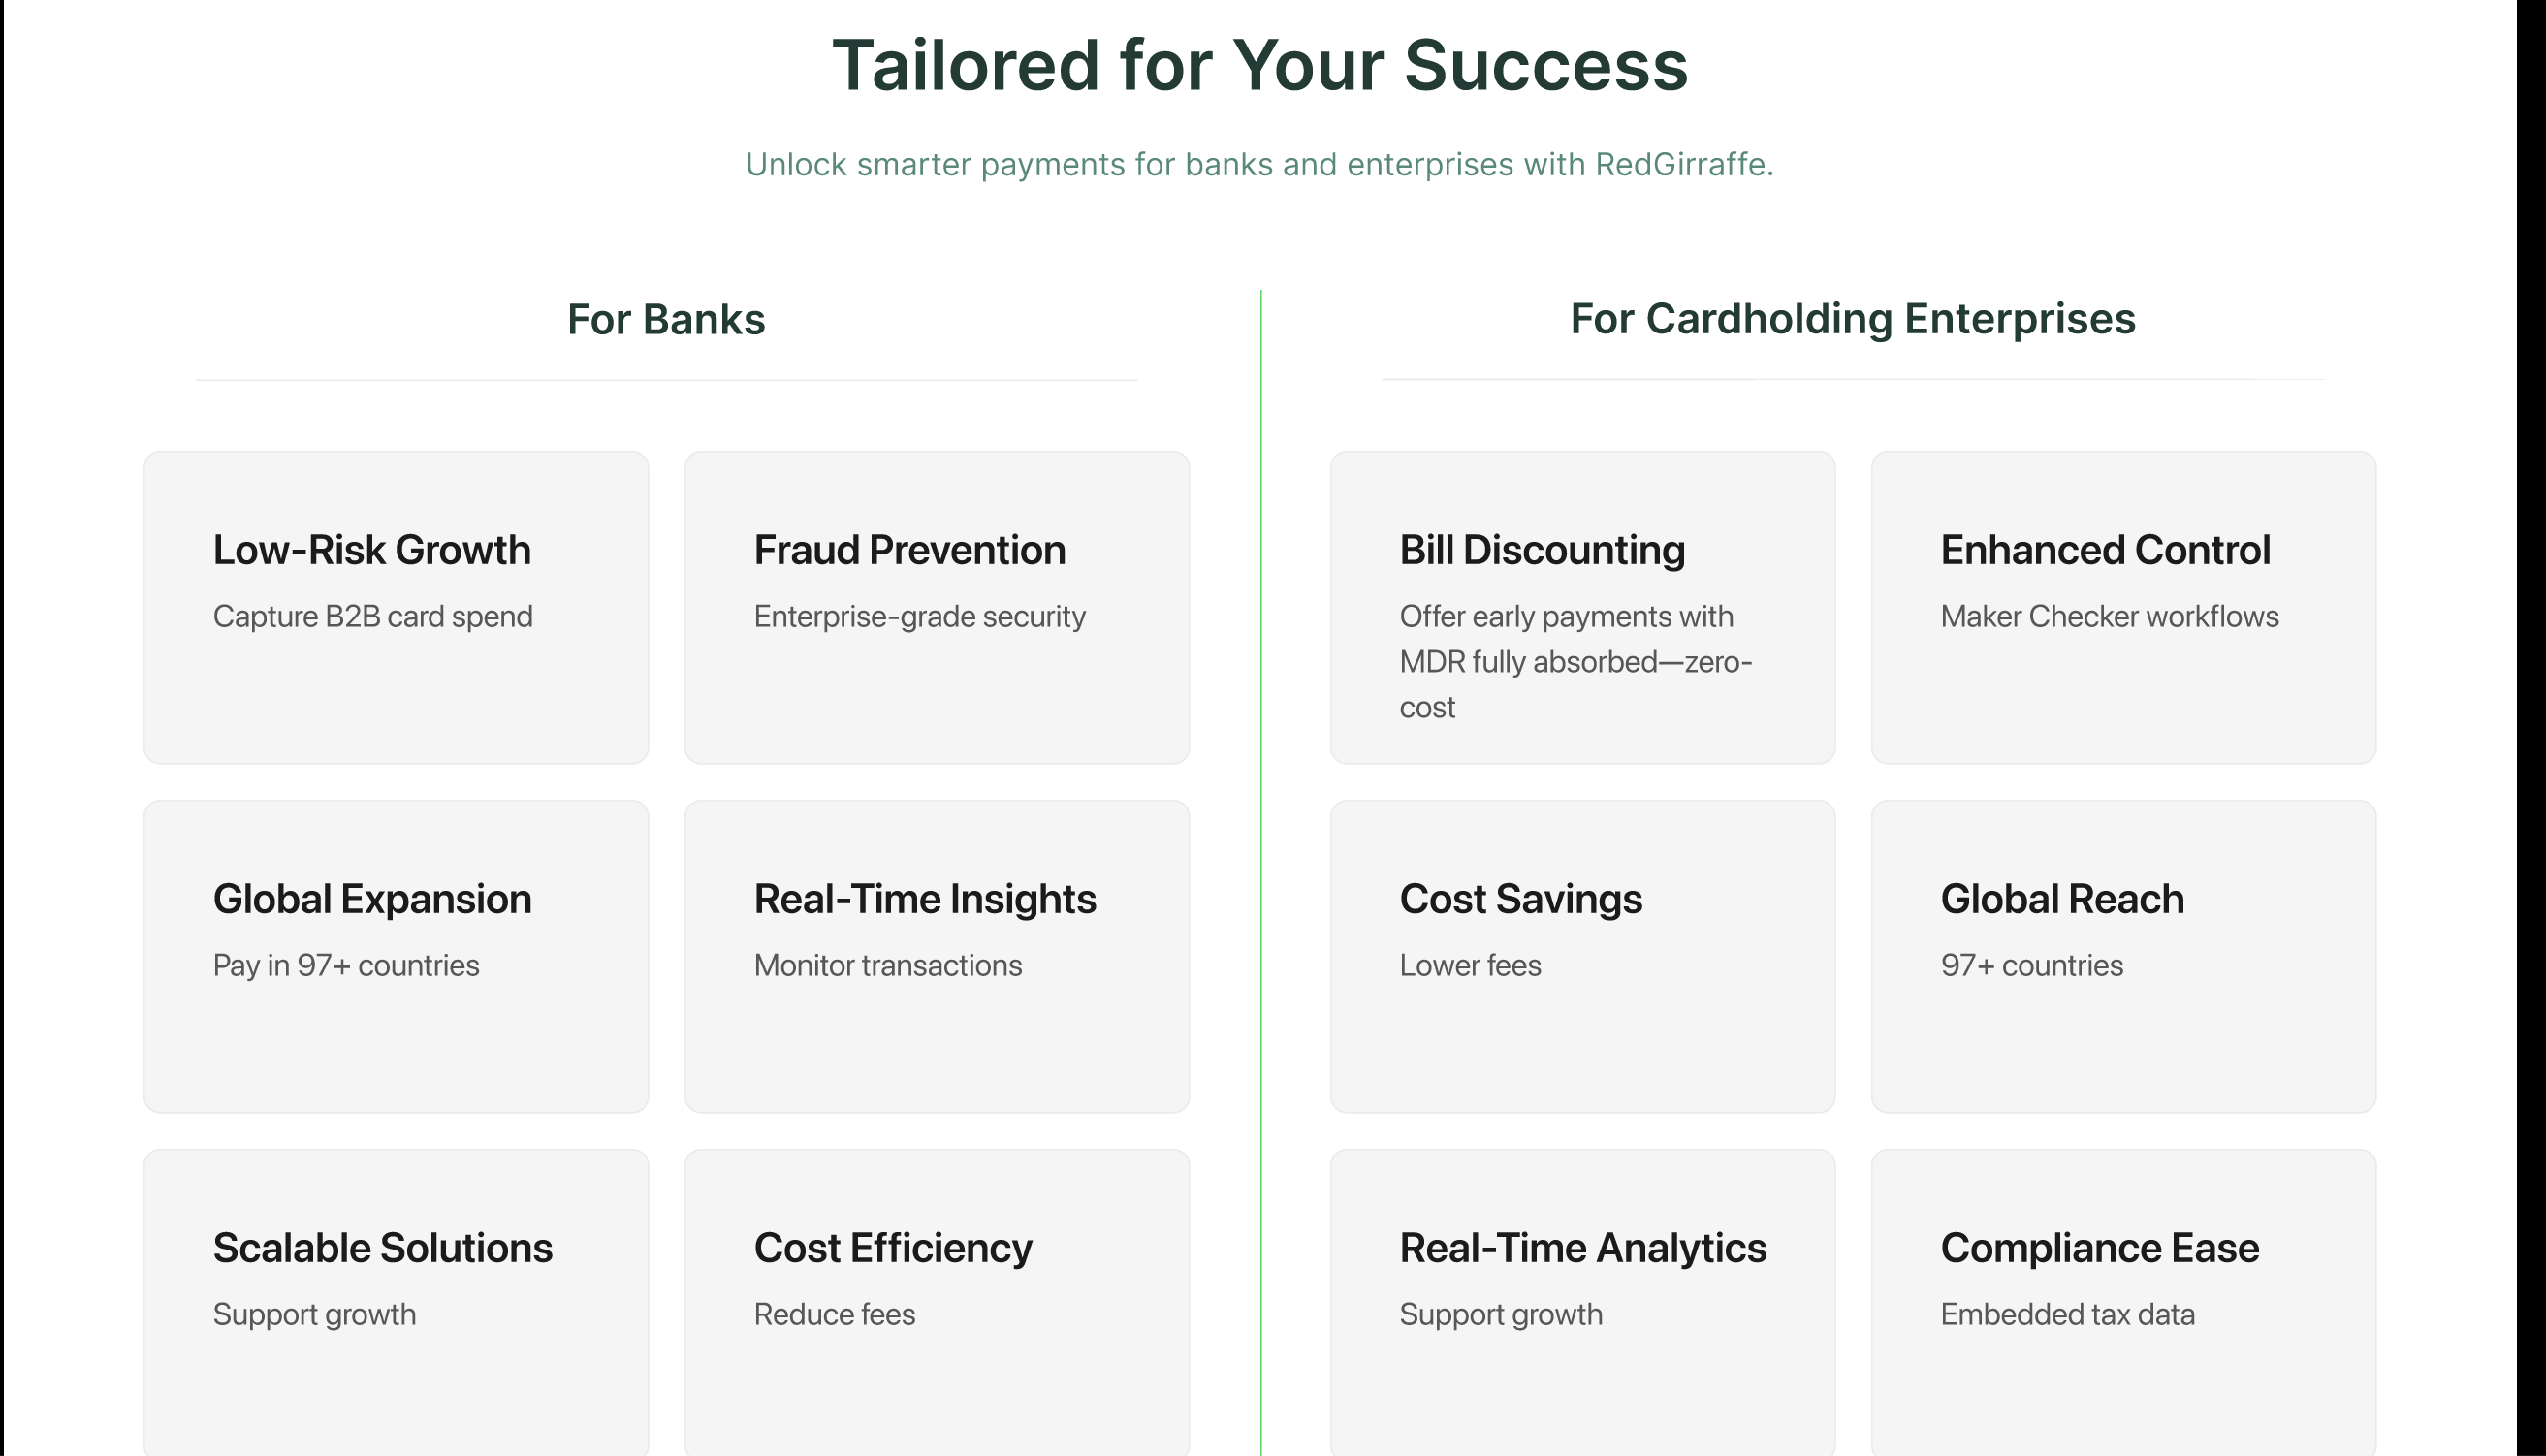 Tailored for Your Success
Unlock smarter payments for banks and enterprises with RedGirraffe.
For Banks
Low-Risk Growth
Capture B2B card spend
Fraud Prevention
Enterprise-grade security
Global Expansion
Pay in 97+ countries
Real-Time Insights
Monitor transactions
Scalable Solutions
Support growth
Cost Efficiency
Reduce fees
For Cardholding Enterprises
Bill Discounting
Offer early payments with
MDR fully absorbed—zero-
cost
Enhanced Control
Maker Checker workflows
Cost Savings
Lower fees
Global Reach
97+ countries
Real-Time Analytics
Support growth
Compliance Ease
Embedded tax data